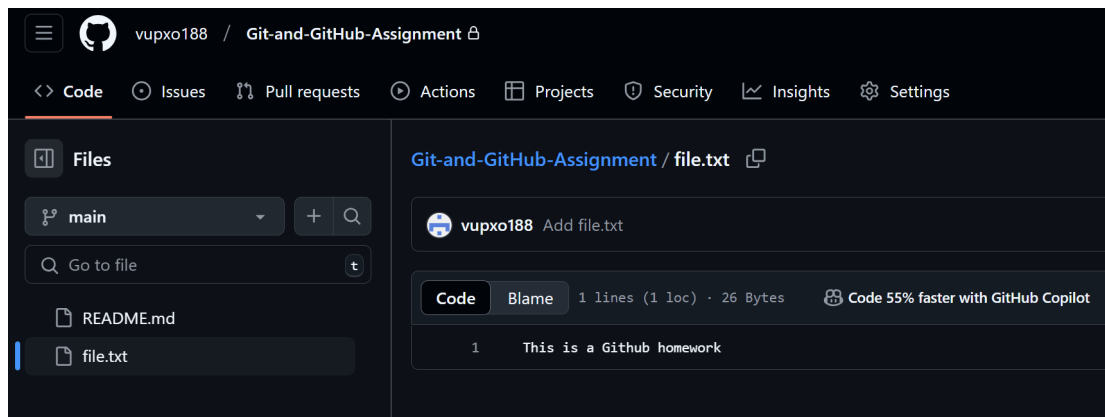 vupxo188 / Git-and-GitHub-Assignment
Code Issues Pull requests Actions Projects Security Insights Settings
Files
main
Go to file t
README.md
file.txt
Git-and-GitHub-Assignment / file.txt
vupxo188 Add file.txt
Code Blame 1 lines (1 loc) · 26 Bytes Code 55% faster with GitHub Copilot
1 This is a Github homework